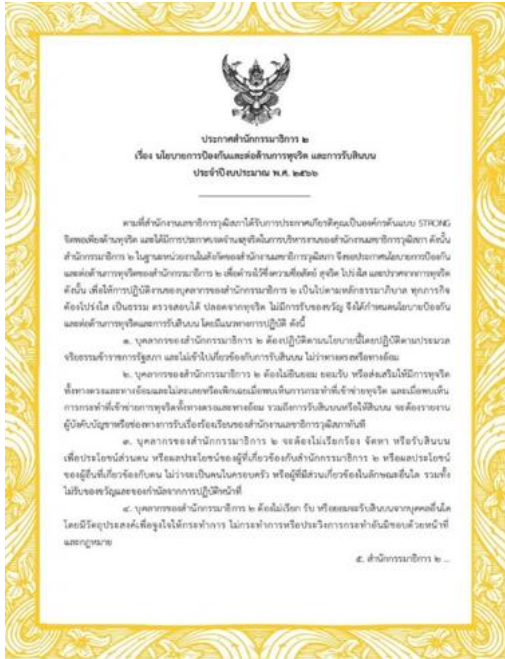 ประกาศสำนักกรรมาธิการ ๒
เรื่อง นโยบายการป้องกันและต่อต้านการทุจริต และการรับสินบน
ประจำปีงบประมาณ พ.ศ. ๒๕๖๖
ตามที่สำนักงานเลขาธิการวุฒิสภาได้รับการประกาศเกียรติคุณเป็นองค์กรต้นแบบ STRONG
จิตพอเพียงต้านทุจริต และได้มีการประกาศเจตจำนงสุจริตในการบริหารงานของสำนักงานเลขาธิการวุฒิสภา ดังนั้น
สำนักกรรมาธิการ ๒ ในฐานะหน่วยงานในสังกัดของสำนักงานเลขาธิการวุฒิสภา จึงขอประกาศนโยบายการป้องกัน
และต่อต้านการทุจริตของสำนักกรรมาธิการ ๒ เพื่อดำรงไว้ซึ่งความซื่อสัตย์ สุจริต โปร่งใส และปราศจากการทุจริต
ดังนั้น เพื่อให้การปฏิบัติงานของสำนักกรรมาธิการ ๒ เป็นไปตามหลักธรรมาภิบาล ทุกภารกิจ
ต้องโปร่งใส เป็นธรรม ตรวจสอบได้ ปลอดจากทุจริต ไม่มีการรับของขวัญ จึงได้กำหนดนโยบายป้องกัน
และต่อต้านการทุจริตและการรับสินบน โดยมีแนวทางการปฏิบัติ ดังนี้
๑. บุคลากรของสำนักกรรมาธิการ ๒ ต้องปฏิบัติตามนโยบายนี้โดยปฏิบัติตามประมวล
จริยธรรมข้าราชการรัฐสภา และไม่เข้าไปเกี่ยวข้องกับการรับสินบน ไม่ว่าทางตรงหรือทางอ้อม
๒. บุคลากรของสำนักกรรมาธิการ ๒ ต้องไม่ยินยอม ยอมรับ หรือส่งเสริมให้มีการทุจริต
ทั้งทางตรงและทางอ้อมและไม่ละเลยหรือเพิกเฉยเมื่อพบเห็นการกระทำที่เข้าข่ายทุจริต และเมื่อพบเห็น
การกระทำที่เข้าข่ายการทุจริตทั้งทางตรงและทางอ้อม รวมถึงการรับสินบนหรือให้สินบน จะต้องรายงาน
ผู้บังคับบัญชาหรือช่องทางการรับเรื่องร้องเรียนของสำนักงานเลขาธิการวุฒิสภาทันที
๓. บุคลากรของสำนักกรรมาธิการ ๒ จะต้องไม่เรียกร้อง จัดหา หรือรับสินบน
เพื่อประโยชน์ส่วนตน หรือผลประโยชน์ของผู้ที่เกี่ยวข้องกับสำนักกรรมาธิการ ๒ หรือผลประโยชน์
ของผู้อื่นที่เกี่ยวข้องกับตน ไม่ว่าจะเป็นคนในครอบครัว หรือผู้ที่มีส่วนเกี่ยวข้องในลักษณะอื่นใด รวมทั้ง
ไม่รับของขวัญและของกำนัลจากการปฏิบัติหน้าที่
๔. บุคลากรของสำนักกรรมาธิการ ๒ ต้องไม่เรียก รับ หรือยอมจะรับสินบนจากบุคคลอื่นใด
โดยมีวัตถุประสงค์เพื่อจูงใจให้กระทำการ ไม่กระทำการหรือประวิงการกระทำอันมิชอบด้วยหน้าที่
และกฎหมาย
๕. สำนักกรรมาธิการ ๒ ...